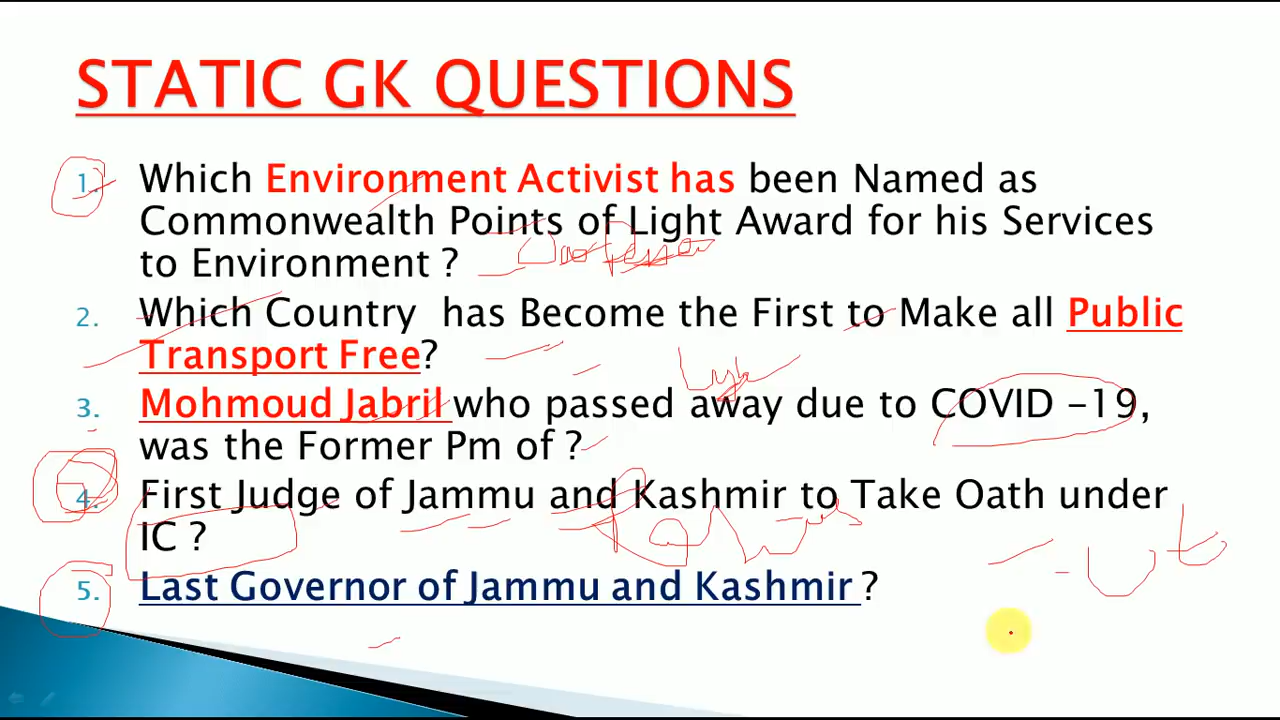 STATIC GK QUESTIONS
1. Which Environment Activist has been Named as
Commonwealth Points of Light Award for his Services
to Environment ?
2. Which Country has Become the First to Make all Public
Transport Free?
3. Mohmoud Jabril who passed away due to COVID -19,
was the Former Pm of ?
4. First Judge of Jammu and Kashmir to Take Oath under
IC ?
5. Last Governor of Jammu and Kashmir ?